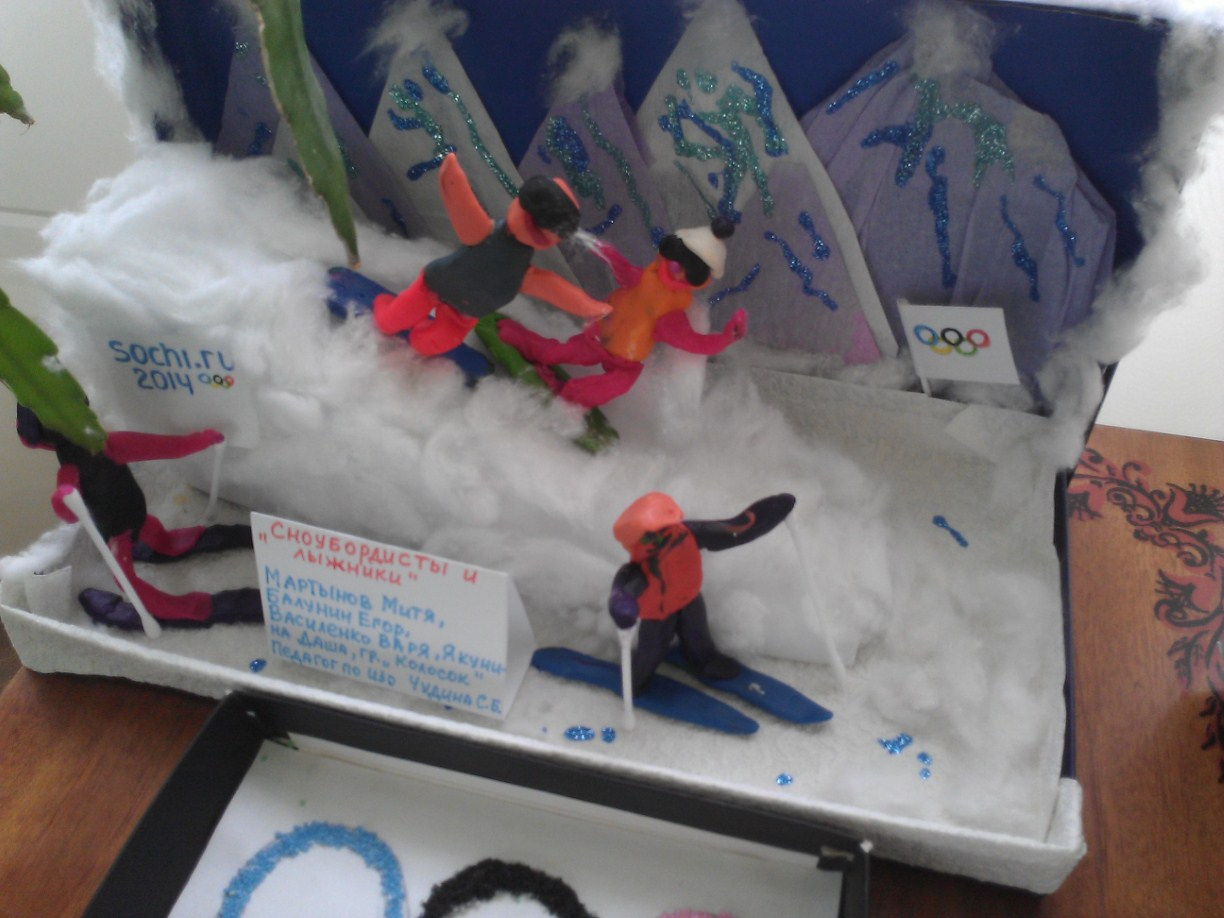 sochi.ru
2014
"Сноубордисты и
лыжники"
Мартынов Митя,
Балунин Егор,
Василенко Варя, Якуни-
на Даша, гр. "Колосок"
Педагог по ИЗО Чудина С.Б.